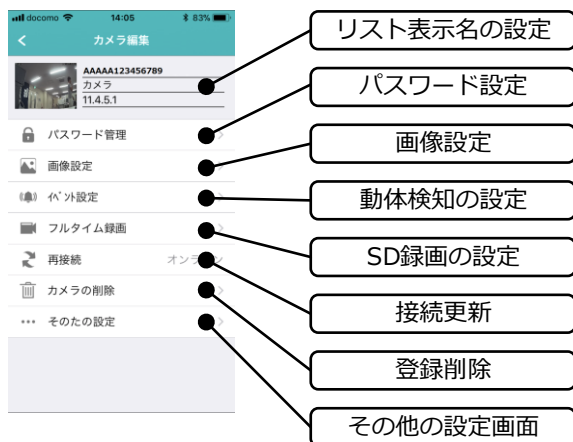 docomo 14:05 83%
カメラ編集
AAAAA123456789
カメラ
11.4.5.1
パスワード管理
画像設定
ｲﾍﾞﾝﾄ設定
フルタイム録画
再接続 オンライン
カメラの削除
そのたの設定
リスト表示名の設定
パスワード設定
画像設定
動体検知の設定
SD録画の設定
接続更新
登録削除
その他の設定画面